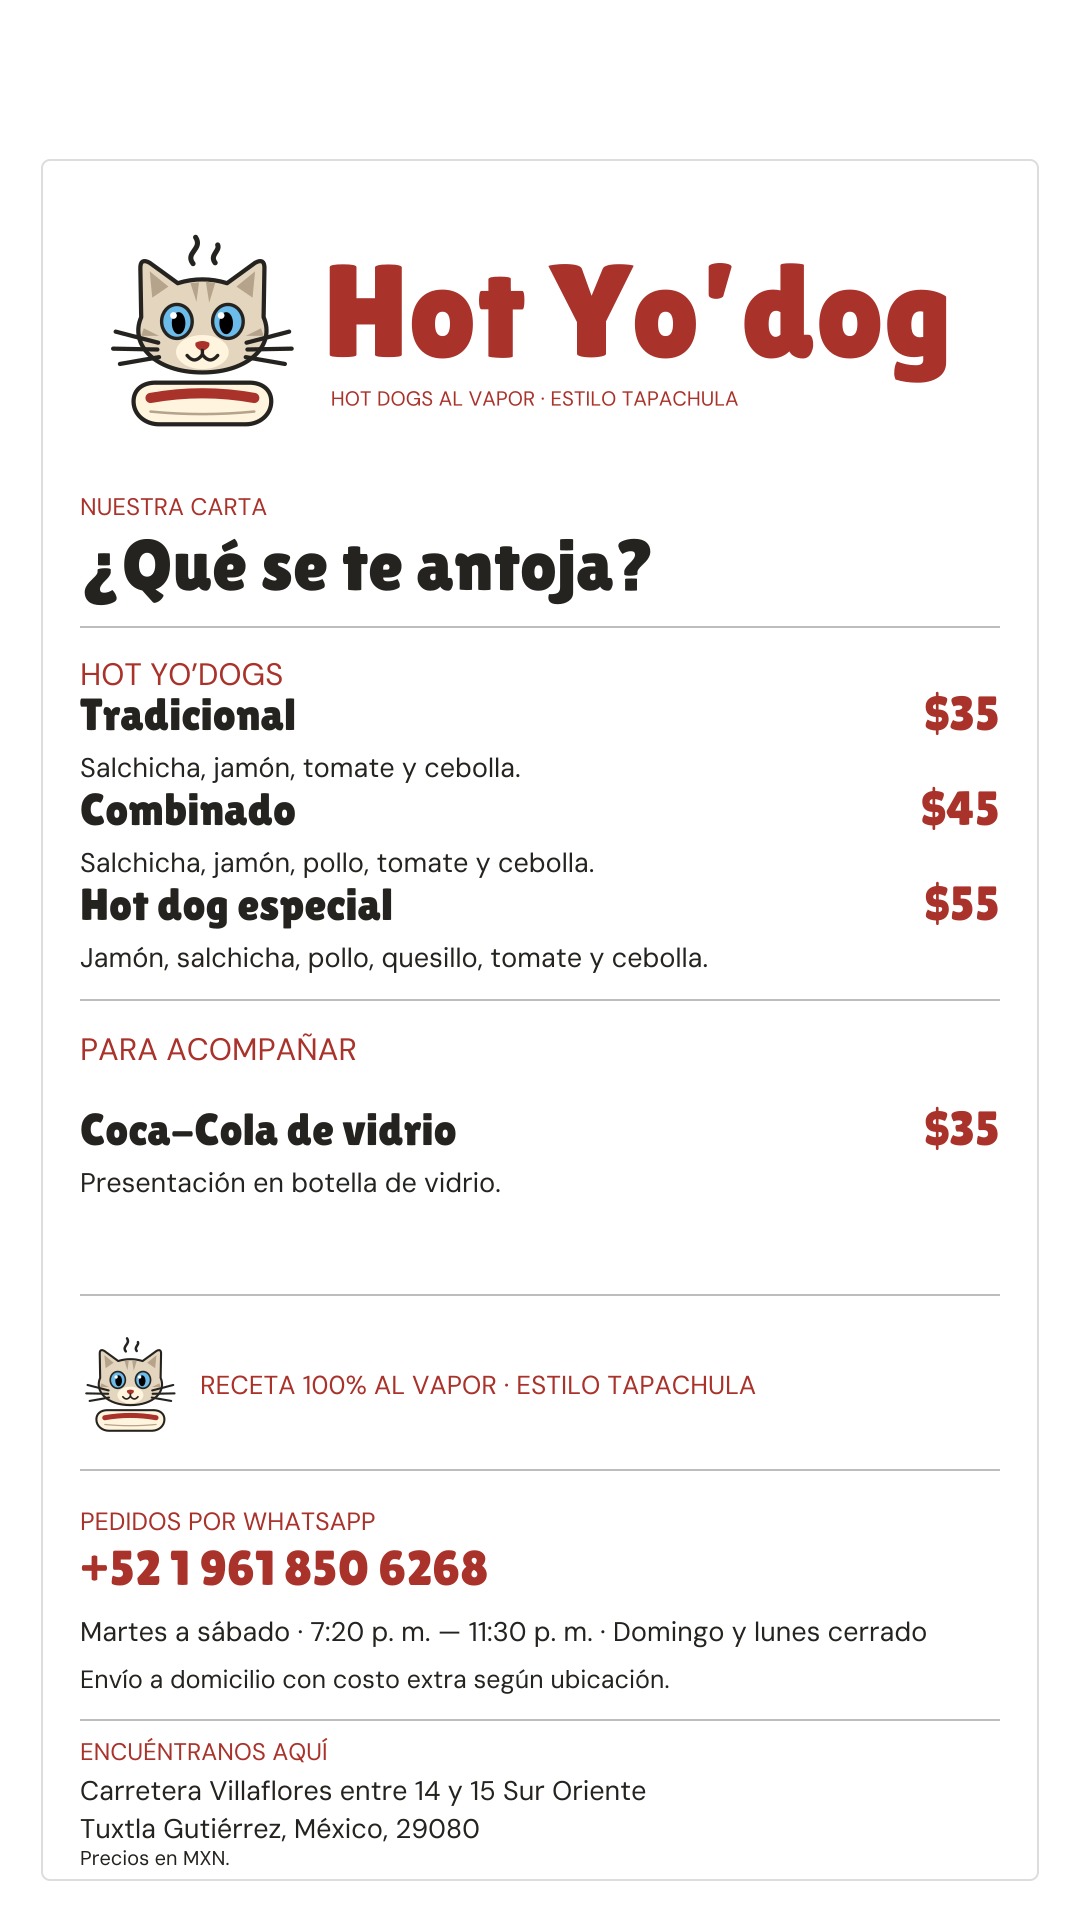 Hot Yo’dog
HOT DOGS AL VAPOR · ESTILO TAPACHULA
NUESTRA CARTA
¿Qué se te antoja?
HOT YO’DOGS
Tradicional $35
Salchicha, jamón, tomate y cebolla.
Combinado $45
Salchicha, jamón, pollo, tomate y cebolla.
Hot dog especial $55
Jamón, salchicha, pollo, quesillo, tomate y cebolla.
PARA ACOMPAÑAR
Coca-Cola de vidrio $35
Presentación en botella de vidrio.
RECETA 100% AL VAPOR · ESTILO TAPACHULA
PEDIDOS POR WHATSAPP
+52 1 961 850 6268
Martes a sábado · 7:20 p. m. — 11:30 p. m. · Domingo y lunes cerrado
Envío a domicilio con costo extra según ubicación.
ENCUÉNTRANOS AQUÍ
Carretera Villaflores entre 14 y 15 Sur Oriente
Tuxtla Gutiérrez, México, 29080
Precios en MXN.